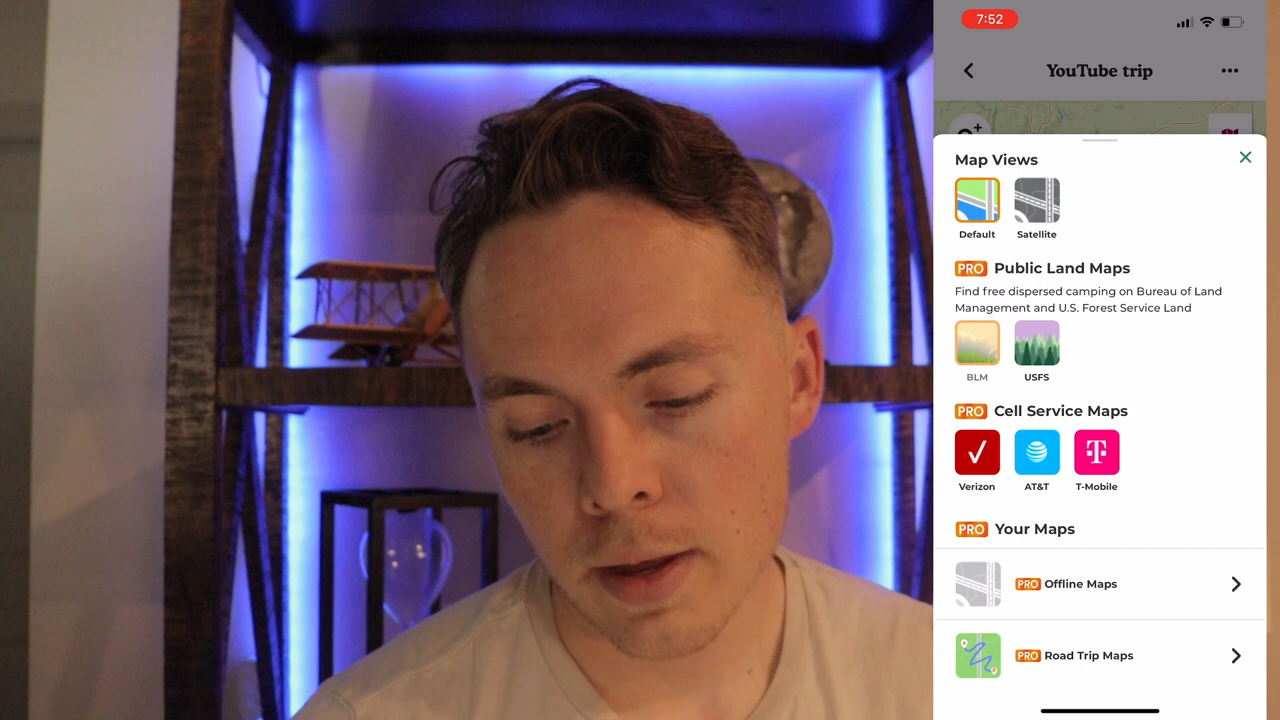 7:52
YouTube trip
Map Views
Default
Satellite
PRO Public Land Maps
Find free dispersed camping on Bureau of Land
Management and U.S. Forest Service Land
BLM
USFS
PRO Cell Service Maps
Verizon
AT&T
T-Mobile
PRO Your Maps
PRO Offline Maps
PRO Road Trip Maps